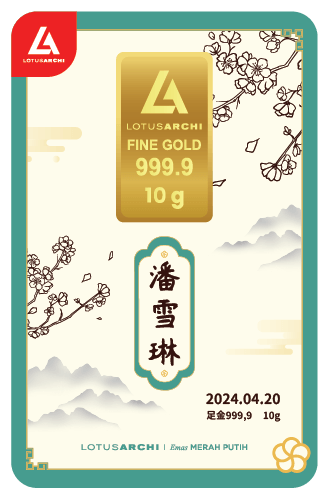 LOTUSARCHI
LOTUSARCHI
FINE GOLD
999.9
10 g
潘雪琳
2024.04.20
足金999,9 10g
LOTUSARCHI | Emas MERAH PUTIH